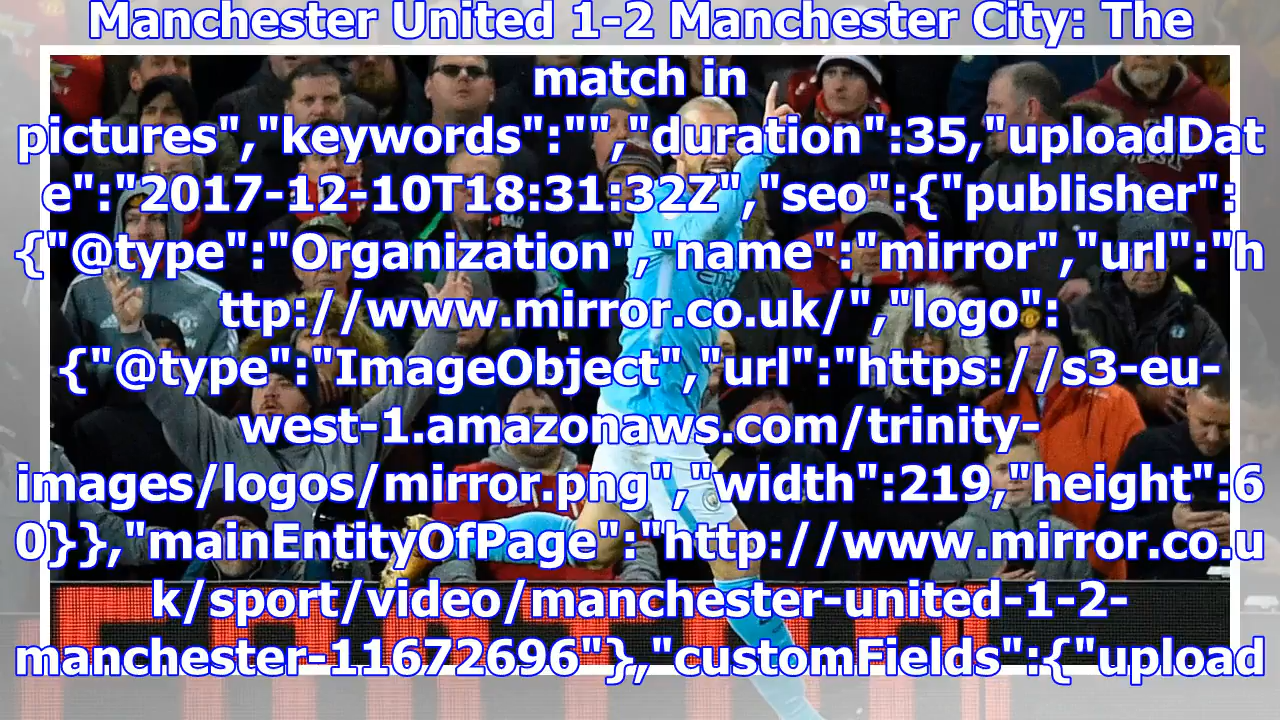 Manchester United 1-2 Manchester City: The
match in
pictures","keywords":"","duration":35,"uploadDat
e":"2017-12-10T18:31:32Z","seo":{"publisher":
{"@type":"Organization","name":"mirror","url":"h
ttp://www.mirror.co.uk/","logo":
{"@type":"ImageObject","url":"https://s3-eu-
west-1.amazonaws.com/trinity-
images/logos/mirror.png","width":219,"height":6
0}},"mainEntityOfPage":"http://www.mirror.co.u
k/sport/video/manchester-united-1-2-
manchester-11672696"},"customFields":{"upload